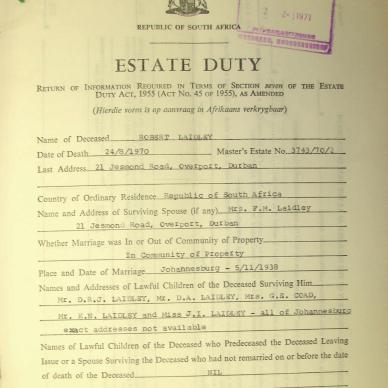 2-2-1971
JOHANNESBURG
REPUBLIC OF SOUTH AFRICA
ESTATE DUTY
RETURN OF INFORMATION REQUIRED IN TERMS OF SECTION seven OF THE ESTATE
DUTY ACT, 1955 (ACT NO. 45 OF 1955), AS AMENDED
(Hierdie vorm is op aanvraag in Afrikaans verkrygbaar)
Name of Deceased ROBERT LAIDLEY
Date of Death 24/8/1970 Master's Estate No. 3743/70/2
Last Address 21 Jesmond Road, Overport, Durban
Country of Ordinary Residence Republic of South Africa
Name and Address of Surviving Spouse (if any) Mrs. F.M. Laidley
21 Jesmond Road, Overport, Durban
Whether Marriage was In or Out of Community of Property
In Community of Property
Place and Date of Marriage Johannesburg - 5/11/1938
Names and Addresses of Lawful Children of the Deceased Surviving Him
Mr. D.R.J. LAIDLEY, Mr. D.A. LAIDLEY, Mrs. G.E. COAD,
Mr. K.N. LAIDLEY and Miss J.I. LAIDLEY - all of Johannesburg
exact addresses not available
Names of Lawful Children of the Deceased who Predeceased the Deceased Leaving
Issue or a Spouse Surviving the Deceased who had not remarried on or before the date
of death of the Deceased NIL